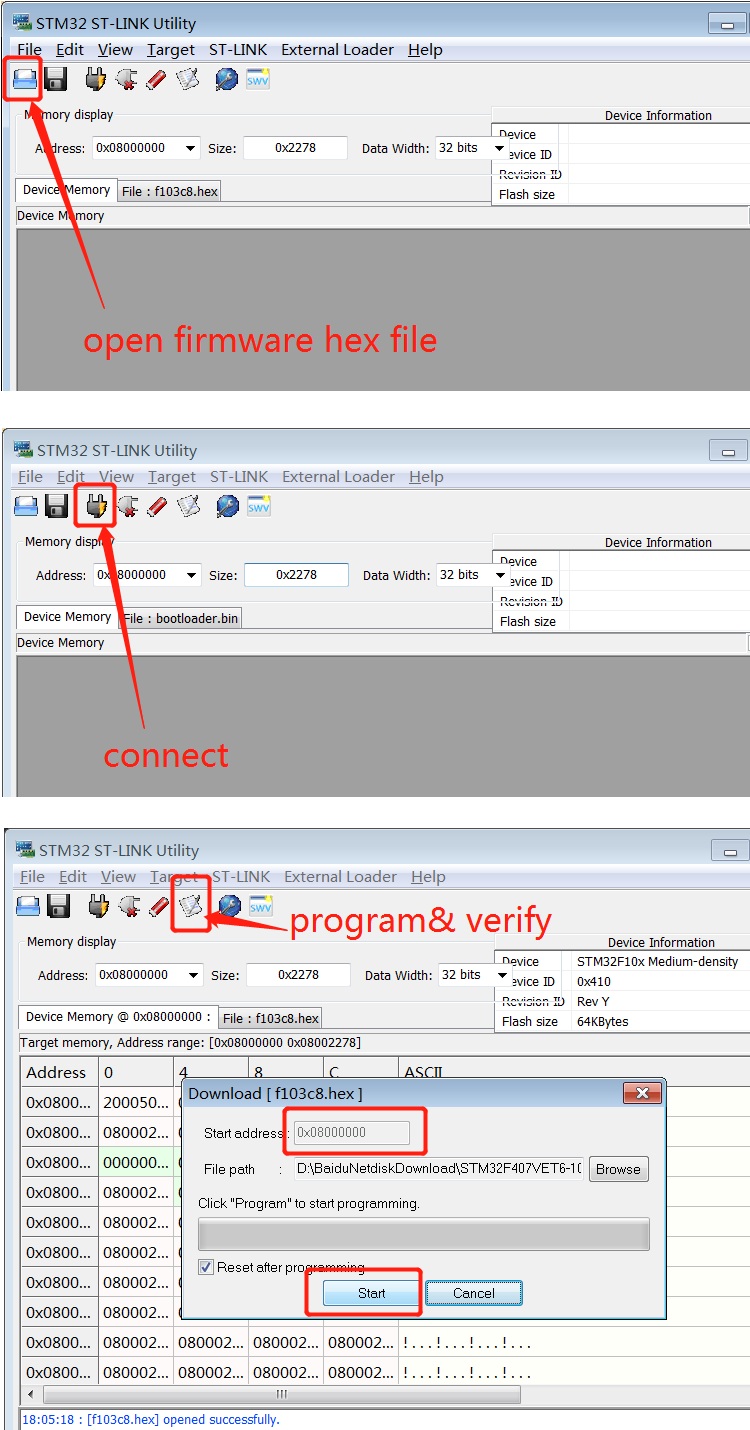 STM32 ST-LINK Utility
File Edit View Target ST-LINK External Loader Help
SWV
Memory display
Device Information
Address: 0x08000000 Size: 0x2278 Data Width: 32 bits
Device
Device ID
Revision ID
Flash size
Device Memory File : f103c8.hex
Device Memory
open firmware hex file
STM32 ST-LINK Utility
File Edit View Target ST-LINK External Loader Help
SWV
Memory display
Device Information
Address: 0x08000000 Size: 0x2278 Data Width: 32 bits
Device
Device ID
Revision ID
Flash size
Device Memory File : bootloader.bin
Device Memory
connect
STM32 ST-LINK Utility
File Edit View Target ST-LINK External Loader Help
SWV
program& verify
Memory display
Device Information
Address: 0x08000000 Size: 0x2278 Data Width: 32 bits
Device STM32F10x Medium-density
Device ID 0x410
Revision ID Rev Y
Flash size 64KBytes
Device Memory @ 0x08000000 : File : f103c8.hex
Target memory, Address range: [0x08000000 0x08002278]
Address 0 4 8 C ASCII
0x0800... 200050...
0x0800... 080002...
0x0800... 000000...
0x0800... 080002...
0x0800... 080002...
0x0800... 080002...
0x0800... 080002...
0x0800... 080002...
0x0800... 080002... 080002... 080002... 080002... !...!...!...!...
0x0800... 080002... 080002... 080002... 080002... !...!...!...!...
Download [ f103c8.hex ]
Start address : 0x08000000
File path : D:\BaiduNetdiskDownload\STM32F407VET6-10 Browse
Click "Program" to start programming.
Reset after programming
Start Cancel
18:05:18 : [f103c8.hex] opened successfully.